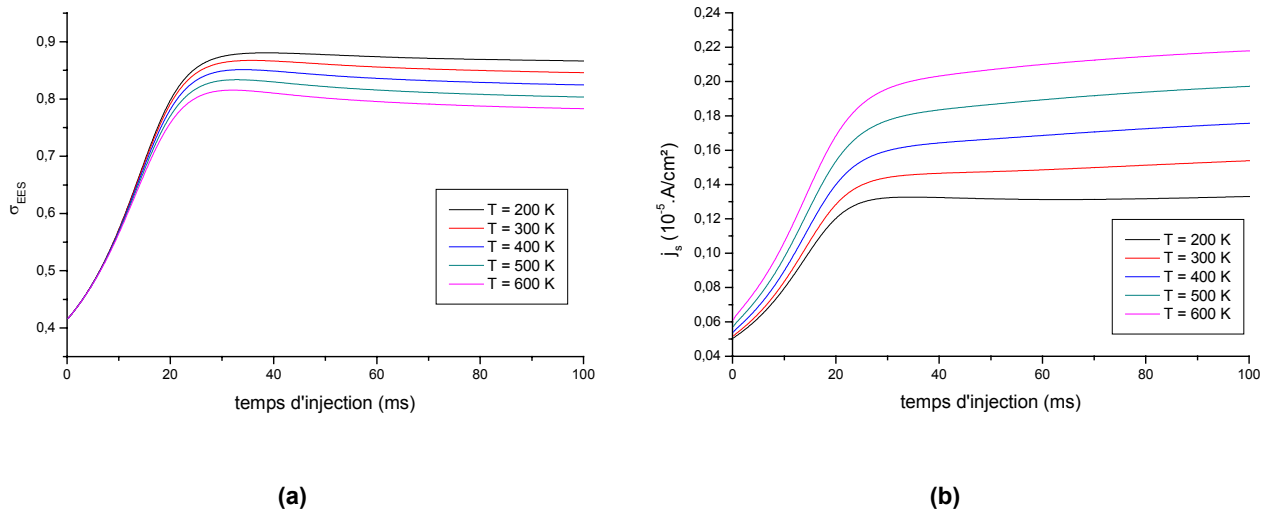 0,9
0,8
0,7
0,6
0,5
0,4
σEES
0
20
40
60
80
100
temps d'injection (ms)
T = 200 K
T = 300 K
T = 400 K
T = 500 K
T = 600 K
(a)
0,22
0,20
0,18
0,16
0,14
0,12
0,10
0,08
0,06
0,04
js (10⁻⁵.A/cm²)
0
20
40
60
80
100
temps d'injection (ms)
T = 200 K
T = 300 K
T = 400 K
T = 500 K
T = 600 K
(b)